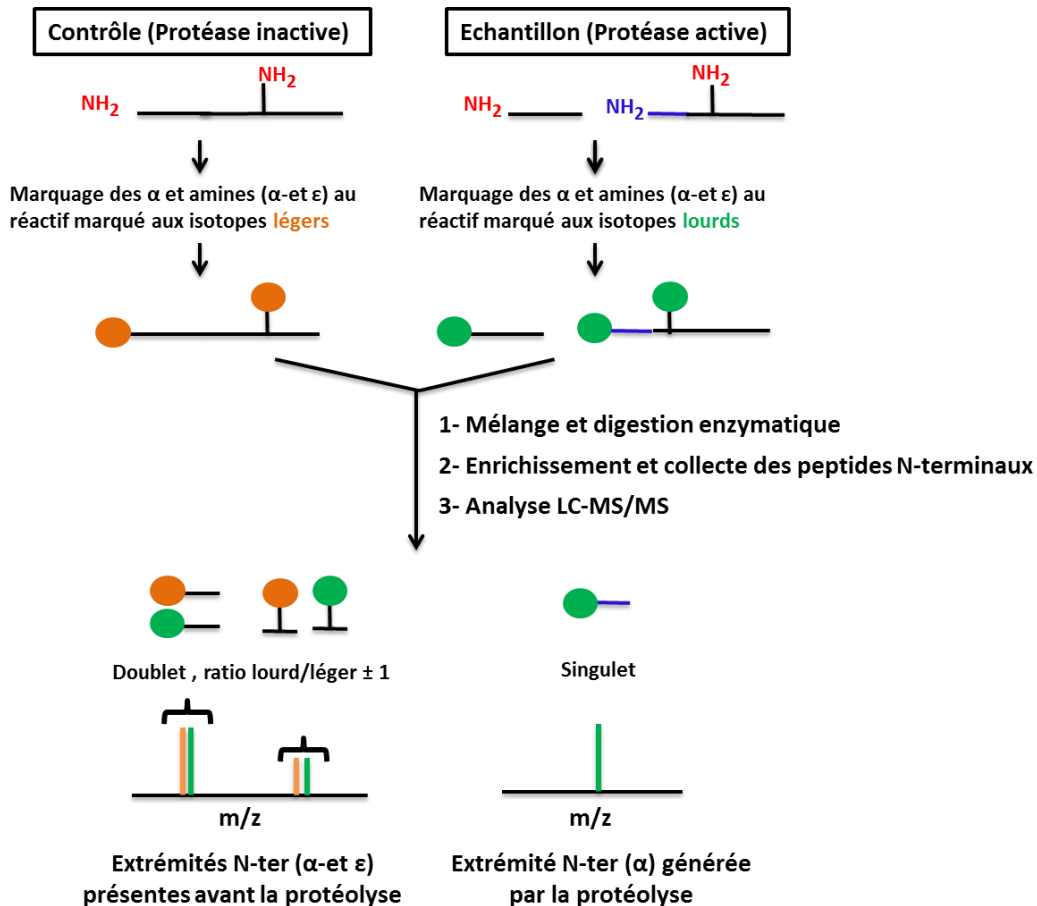 Contrôle (Protéase inactive)
Echantillon (Protéase active)
NH2
NH2
NH2
NH2
NH2
Marquage des α et amines (α-et ε) au
réactif marqué aux isotopes légers
Marquage des α et amines (α-et ε) au
réactif marqué aux isotopes lourds
1- Mélange et digestion enzymatique
2- Enrichissement et collecte des peptides N-terminaux
3- Analyse LC-MS/MS
Doublet , ratio lourd/léger ± 1
Singulet
m/z
m/z
Extrémités N-ter (α-et ε)
présentes avant la protéolyse
Extrémité N-ter (α) générée
par la protéolyse